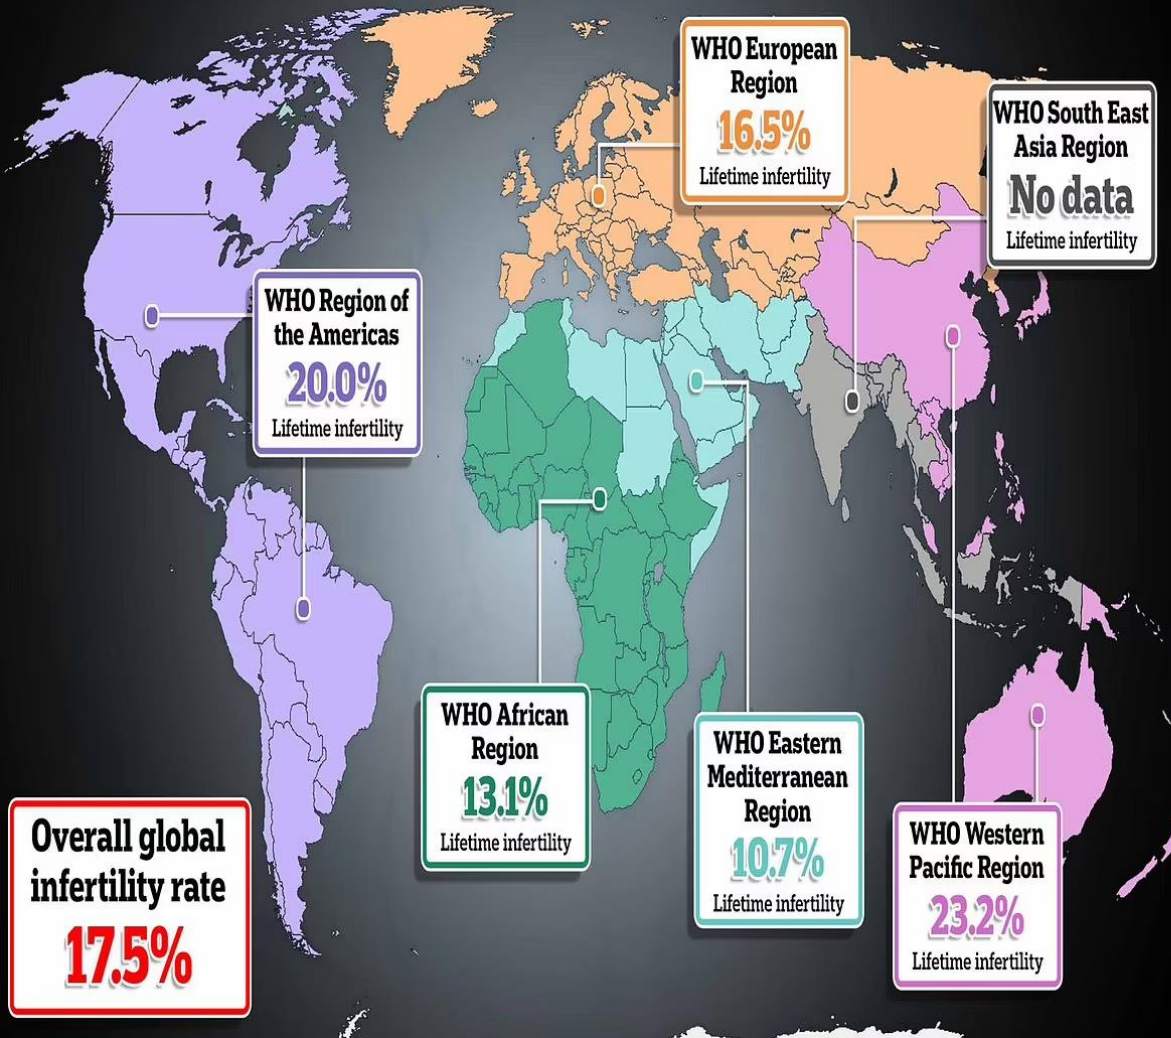 WHO European
Region
16.5%
Lifetime infertility
WHO South East
Asia Region
No data
Lifetime infertility
WHO Region of
the Americas
20.0%
Lifetime infertility
WHO African
Region
13.1%
Lifetime infertility
WHO Eastern
Mediterranean
Region
10.7%
Lifetime infertility
WHO Western
Pacific Region
23.2%
Lifetime infertility
Overall global
infertility rate
17.5%